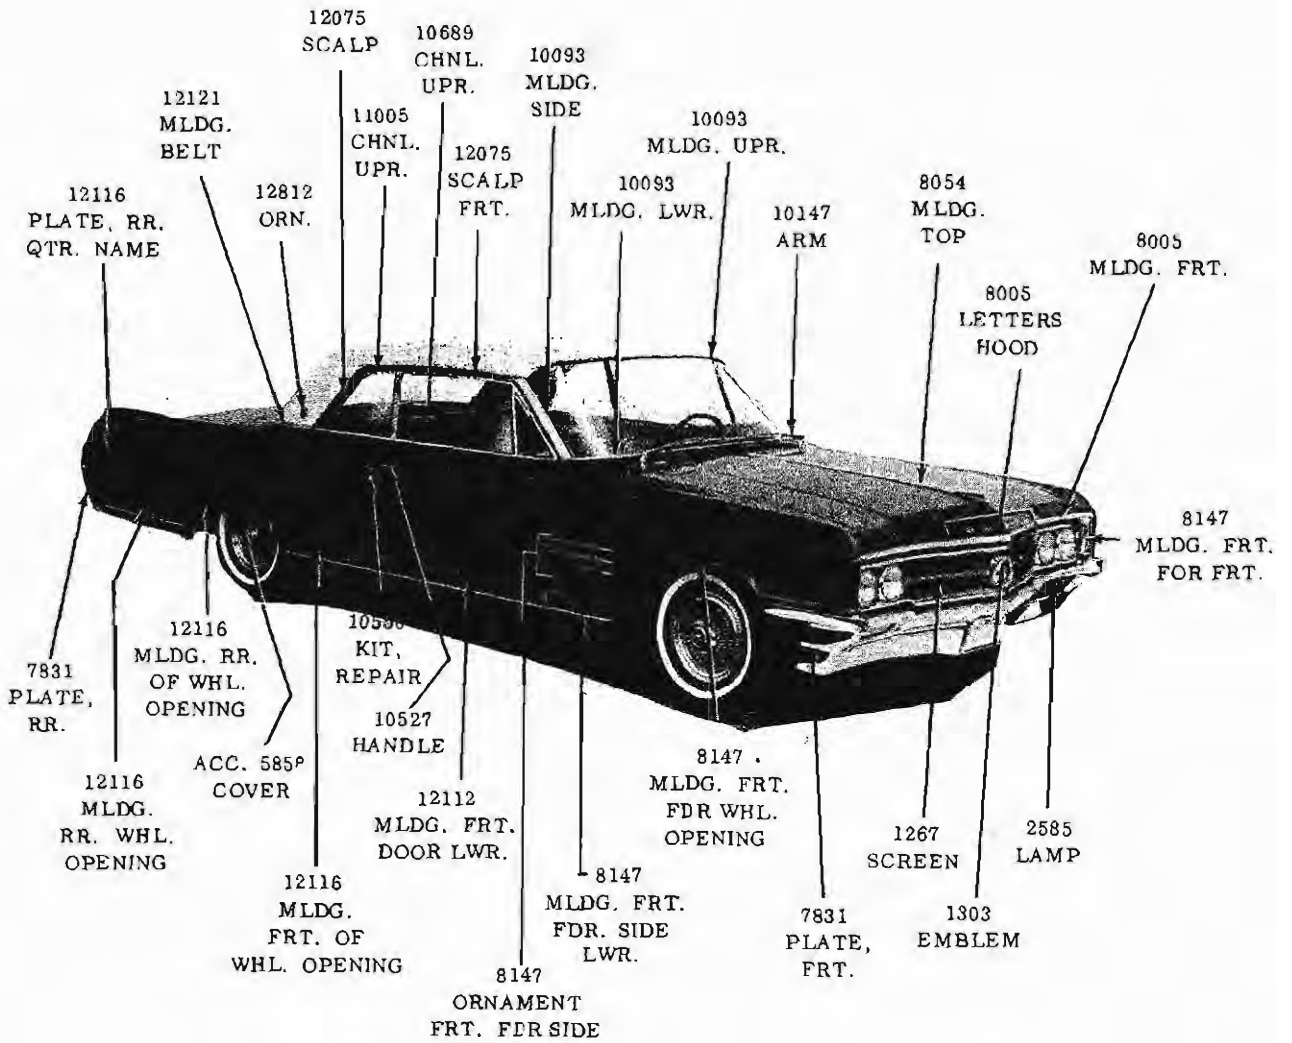 12075
SCALP
10689
CHNL.
UPR.
10093
MLDG.
SIDE
12121
MLDG.
BELT
11005
CHNL.
UPR.
12075
SCALP
FRT.
10093
MLDG. UPR.
12116
PLATE, RR.
QTR. NAME
12812
ORN.
10093
MLDG. LWR.
10147
ARM
8054
MLDG.
TOP
8005
MLDG. FRT.
8005
LETTERS
HOOD
8147
MLDG. FRT.
FOR FRT.
7831
PLATE,
RR.
12116
MLDG. RR.
OF WHL.
OPENING
KIT,
REPAIR
10527
HANDLE
12116
MLDG.
RR. WHL.
OPENING
ACC.
COVER
12112
MLDG. FRT.
DOOR LWR.
8147
MLDG. FRT.
FDR WHL.
OPENING
1267
SCREEN
2585
LAMP
12116
MLDG.
FRT. OF
WHL. OPENING
8147
MLDG. FRT.
FDR. SIDE
LWR.
7831
PLATE,
FRT.
1303
EMBLEM
8147
ORNAMENT
FRT. FDR SIDE